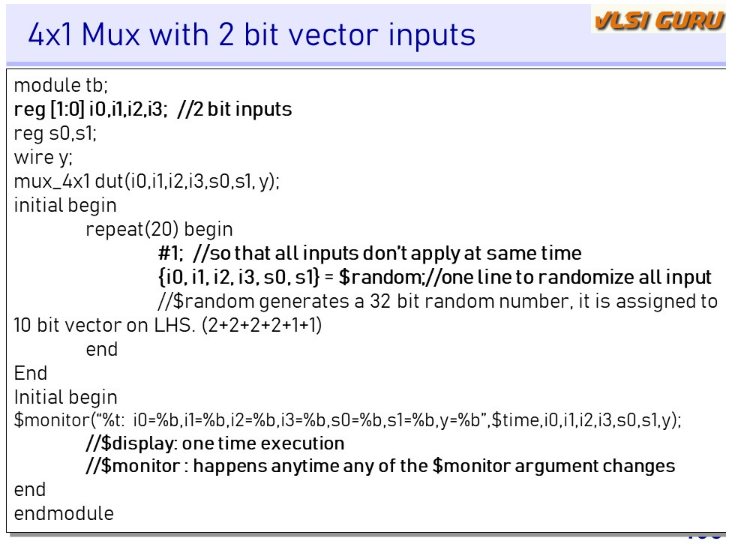 4x1 Mux with 2 bit vector inputs
VLSI GURU
module tb;
reg [1:0] i0,i1,i2,i3;  //2 bit inputs
reg s0,s1;
wire y;
mux_4x1 dut(i0,i1,i2,i3,s0,s1, y);
initial begin
repeat(20) begin
#1;  //so that all inputs don't apply at same time
{i0, i1, i2, i3, s0, s1} = $random;//one line to randomize all input
//$random generates a 32 bit random number, it is assigned to
10 bit vector on LHS. (2+2+2+2+1+1)
end
End
Initial begin
$monitor("%t:  i0=%b,i1=%b,i2=%b,i3=%b,s0=%b,s1=%b,y=%b",$time,i0,i1,i2,i3,s0,s1,y);
//$display: one time execution
//$monitor : happens anytime any of the $monitor argument changes
end
endmodule